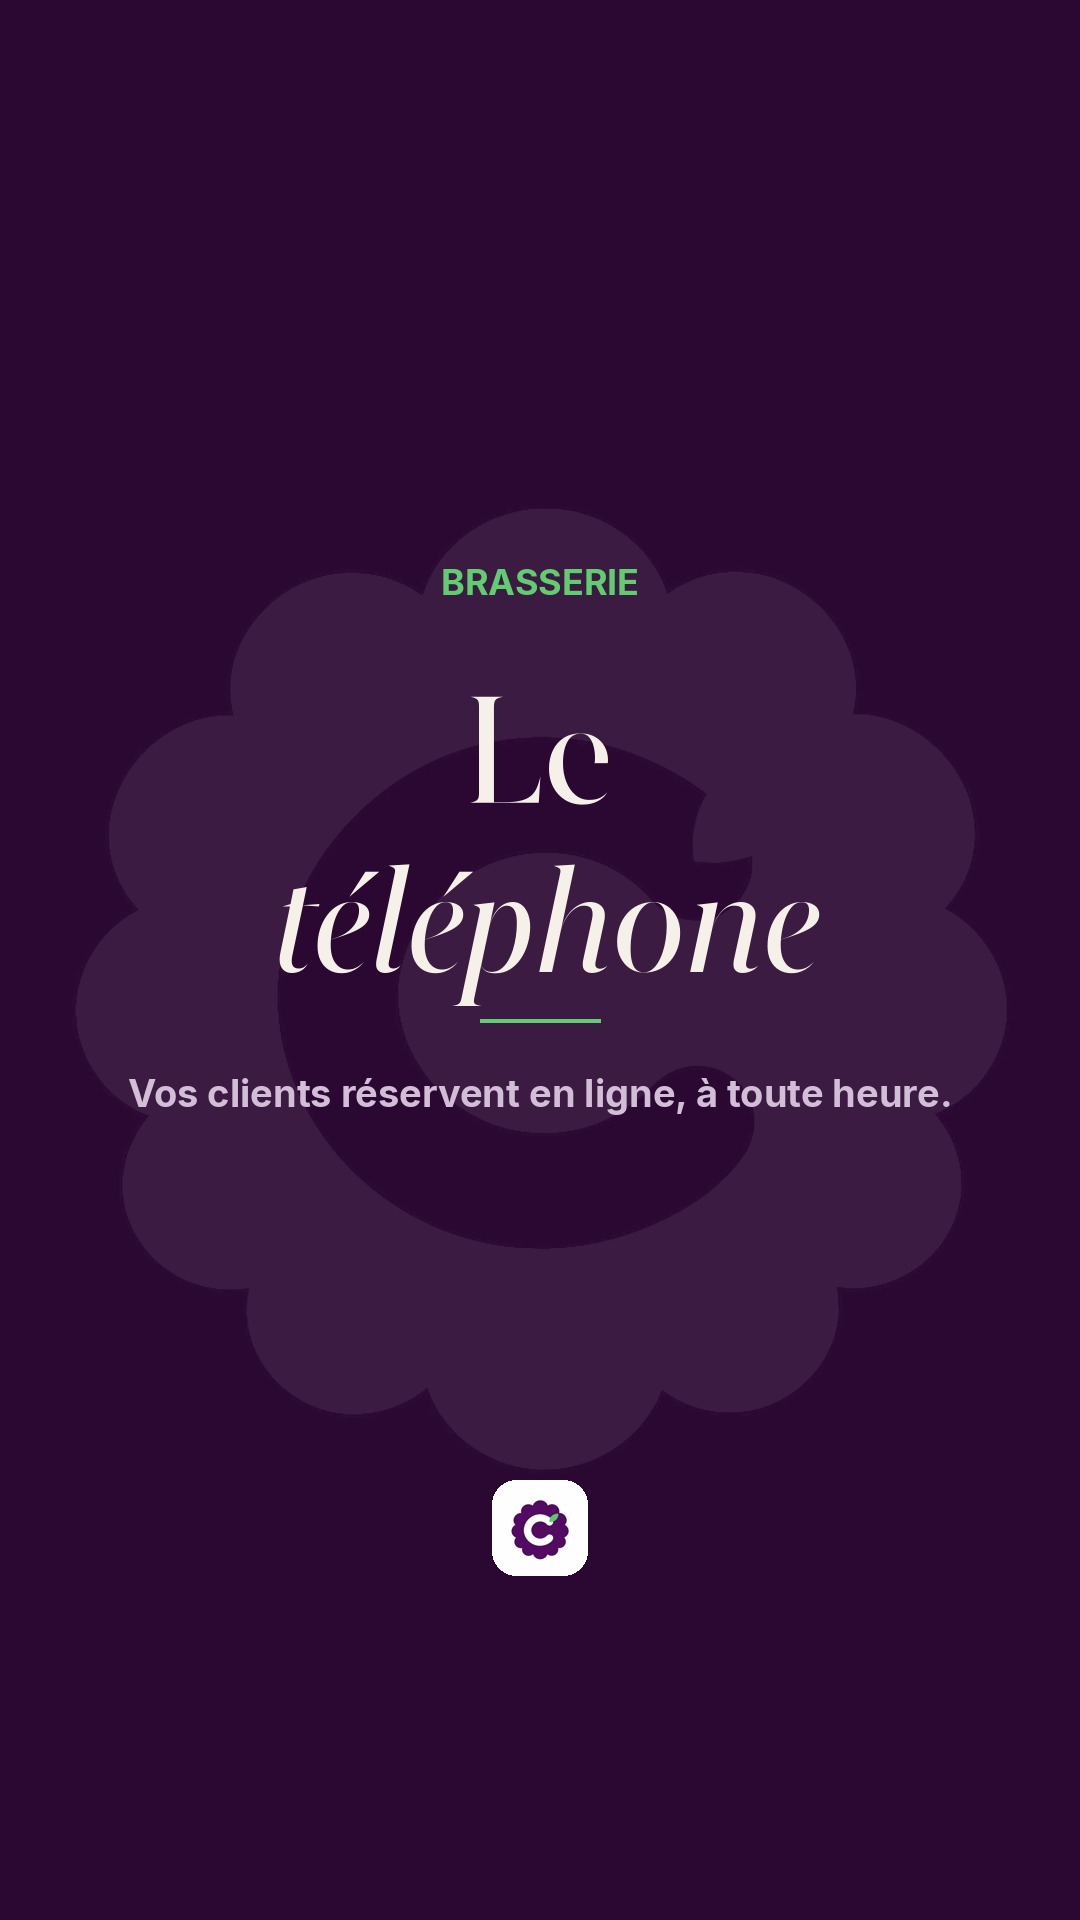 BRASSERIE
Le
téléphone
Vos clients réservent en ligne, à toute heure.